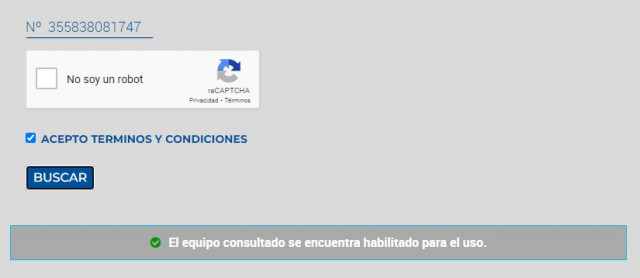 Nº 355838081747
No soy un robot
reCAPTCHA
Privacidad - Términos
ACEPTO TERMINOS Y CONDICIONES
BUSCAR
El equipo consultado se encuentra habilitado para el uso.